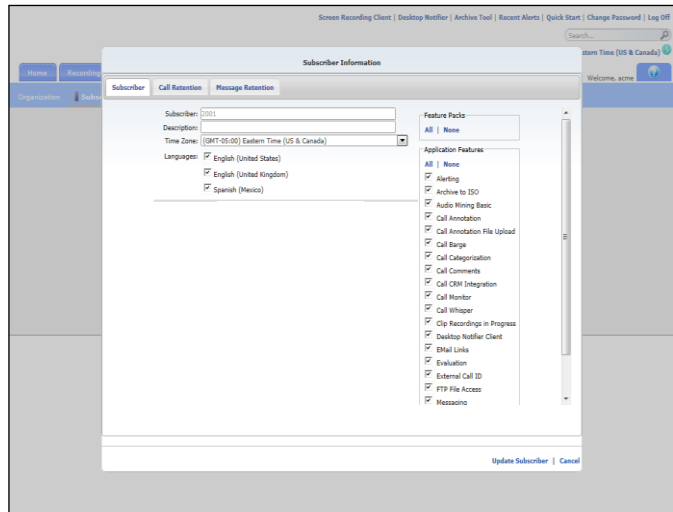 Screen Recording Client | Desktop Notifier | Archive Tool | Recent Alerts | Quick Start | Change Password | Log Off
Search...
stern Time (US & Canada)
Home
Recording
Welcome, acme
Organization
Subsc
Subscriber Information
Subscriber
Call Retention
Message Retention
Subscriber: 2001
Description:
Time Zone: (GMT-05:00) Eastern Time (US & Canada)
Languages:
English (United States)
English (United Kingdom)
Spanish (Mexico)
Feature Packs
All | None
Application Features
All | None
Alerting
Archive to ISO
Audio Mining Basic
Call Annotation
Call Annotation File Upload
Call Barge
Call Categorization
Call Comments
Call CRM Integration
Call Monitor
Call Whisper
Clip Recordings in Progress
Desktop Notifier Client
EMail Links
Evaluation
External Call ID
FTP File Access
Messaging
Update Subscriber | Cancel